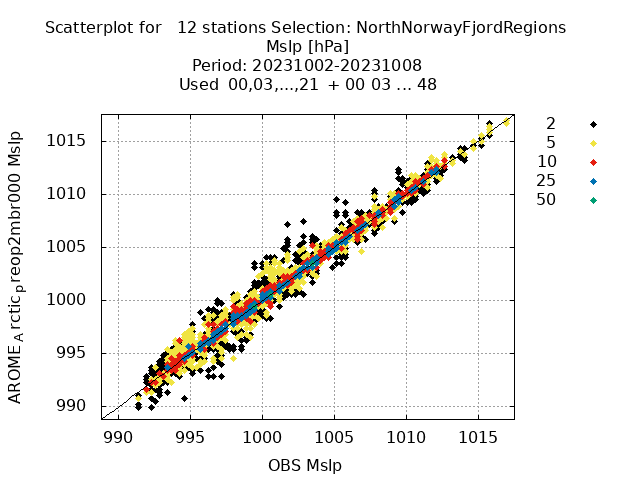 Scatterplot for   12 stations Selection: NorthNorwayFjordRegions
Mslp [hPa]
Period: 20231002-20231008
Used  00,03,...,21  + 00 03 ... 48
2
5
10
25
50
1015
1010
1005
1000
995
990
AROME_Arctic_preop2mbr000 Mslp
990 995 1000 1005 1010 1015
OBS Mslp